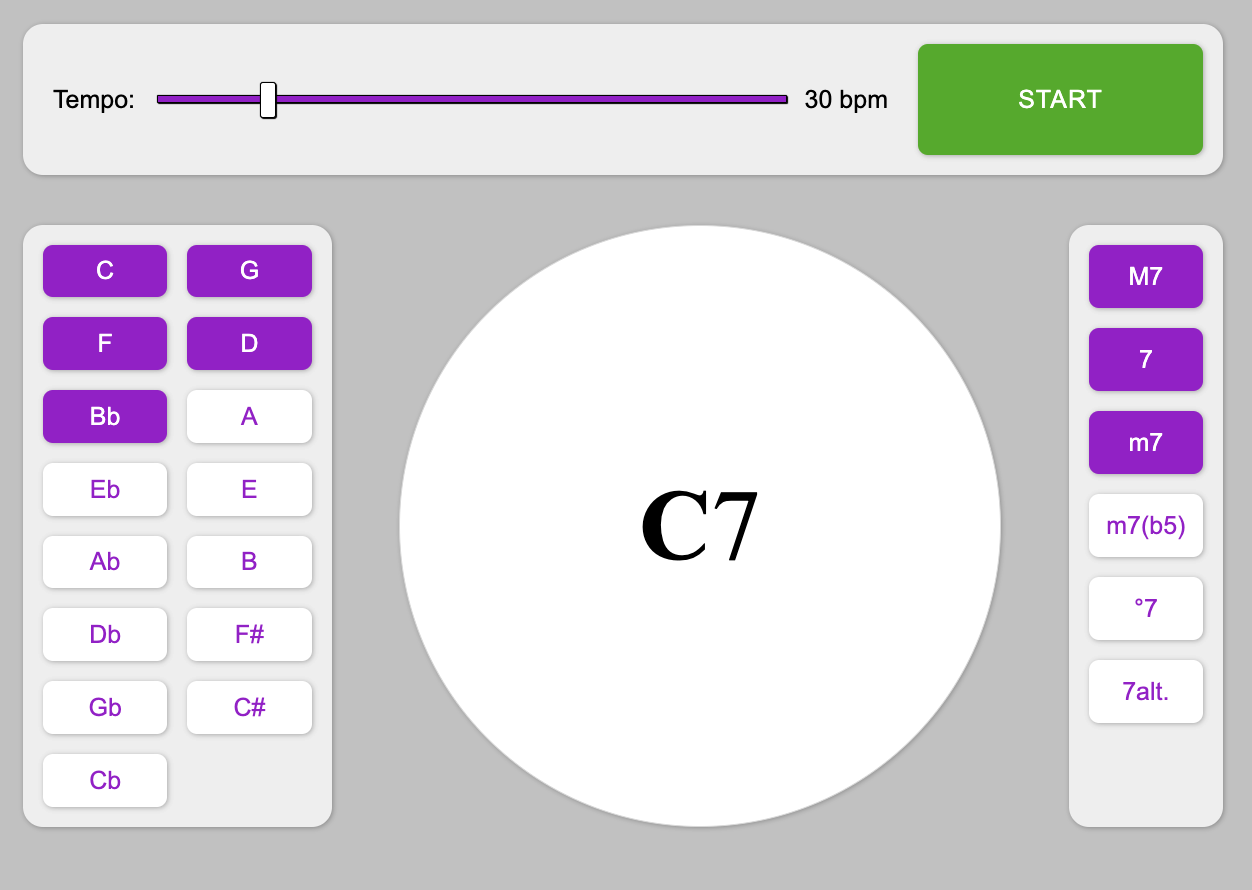 Tempo: 30 bpm START
C G
F D
Bb A
Eb E
Ab B
Db F#
Gb C#
Cb
C7
M7
7
m7
m7(b5)
°7
7alt.